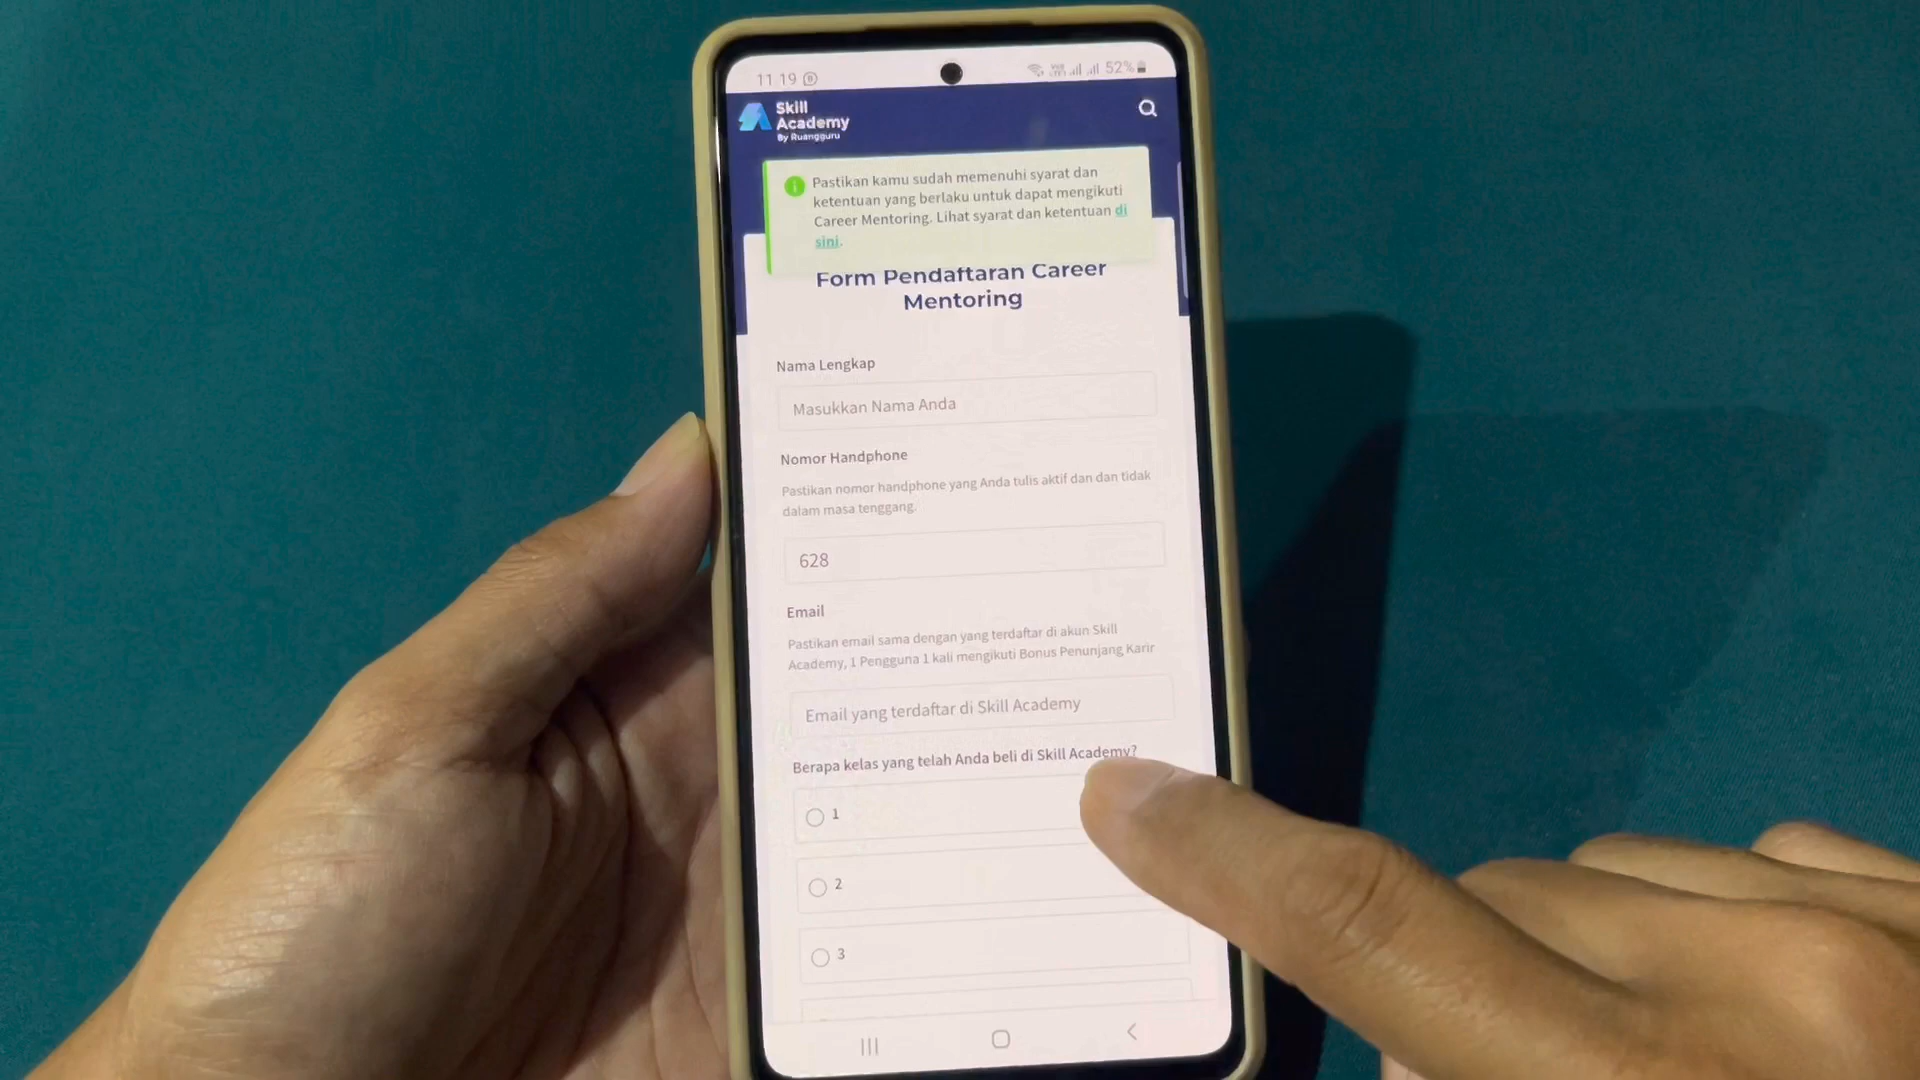 11.19
52%
Skill
Academy
By Ruangguru
Pastikan kamu sudah memenuhi syarat dan
ketentuan yang berlaku untuk dapat mengikuti
Career Mentoring. Lihat syarat dan ketentuan di
sini.
Form Pendaftaran Career
Mentoring
Nama Lengkap
Masukkan Nama Anda
Nomor Handphone
Pastikan nomor handphone yang Anda tulis aktif dan dan tidak
dalam masa tenggang.
628
Email
Pastikan email sama dengan yang terdaftar di akun Skill
Academy, 1 Pengguna 1 kali mengikuti Bonus Penunjang Karir
Email yang terdaftar di Skill Academy
Berapa kelas yang telah Anda beli di Skill Academy?
1
2
3